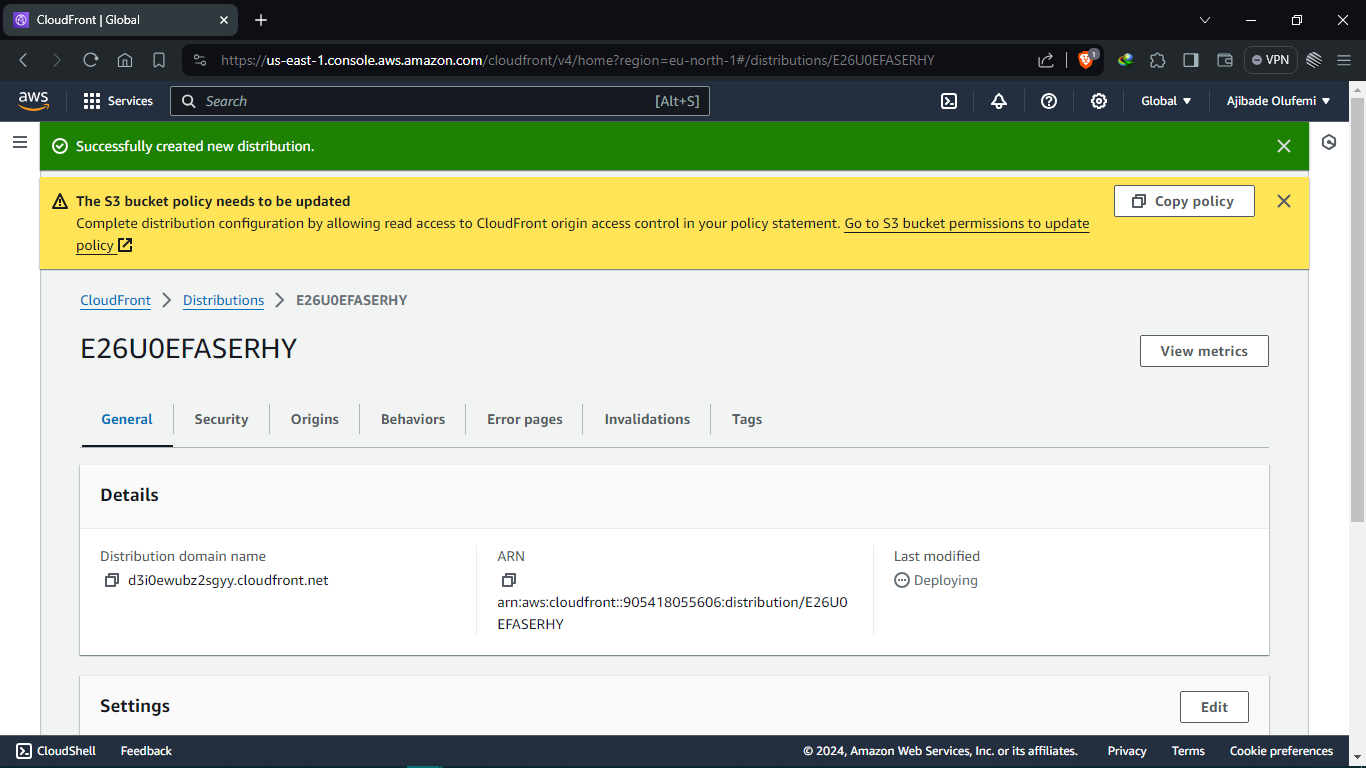 CloudFront | Global
https://us-east-1.console.aws.amazon.com/cloudfront/v4/home?region=eu-north-1#/distributions/E26U0EFASERHY
1
VPN
aws
Services
Search
[Alt+S]
Global
Ajibade Olufemi
Successfully created new distribution.
The S3 bucket policy needs to be updated
Complete distribution configuration by allowing read access to CloudFront origin access control in your policy statement. Go to S3 bucket permissions to update
policy
Copy policy
CloudFront
Distributions
E26U0EFASERHY
E26U0EFASERHY
View metrics
General
Security
Origins
Behaviors
Error pages
Invalidations
Tags
Details
Distribution domain name
d3i0ewubz2sgyy.cloudfront.net
ARN
arn:aws:cloudfront::905418055606:distribution/E26U0
EFASERHY
Last modified
Deploying
Settings
Edit
CloudShell
Feedback
© 2024, Amazon Web Services, Inc. or its affiliates.
Privacy
Terms
Cookie preferences